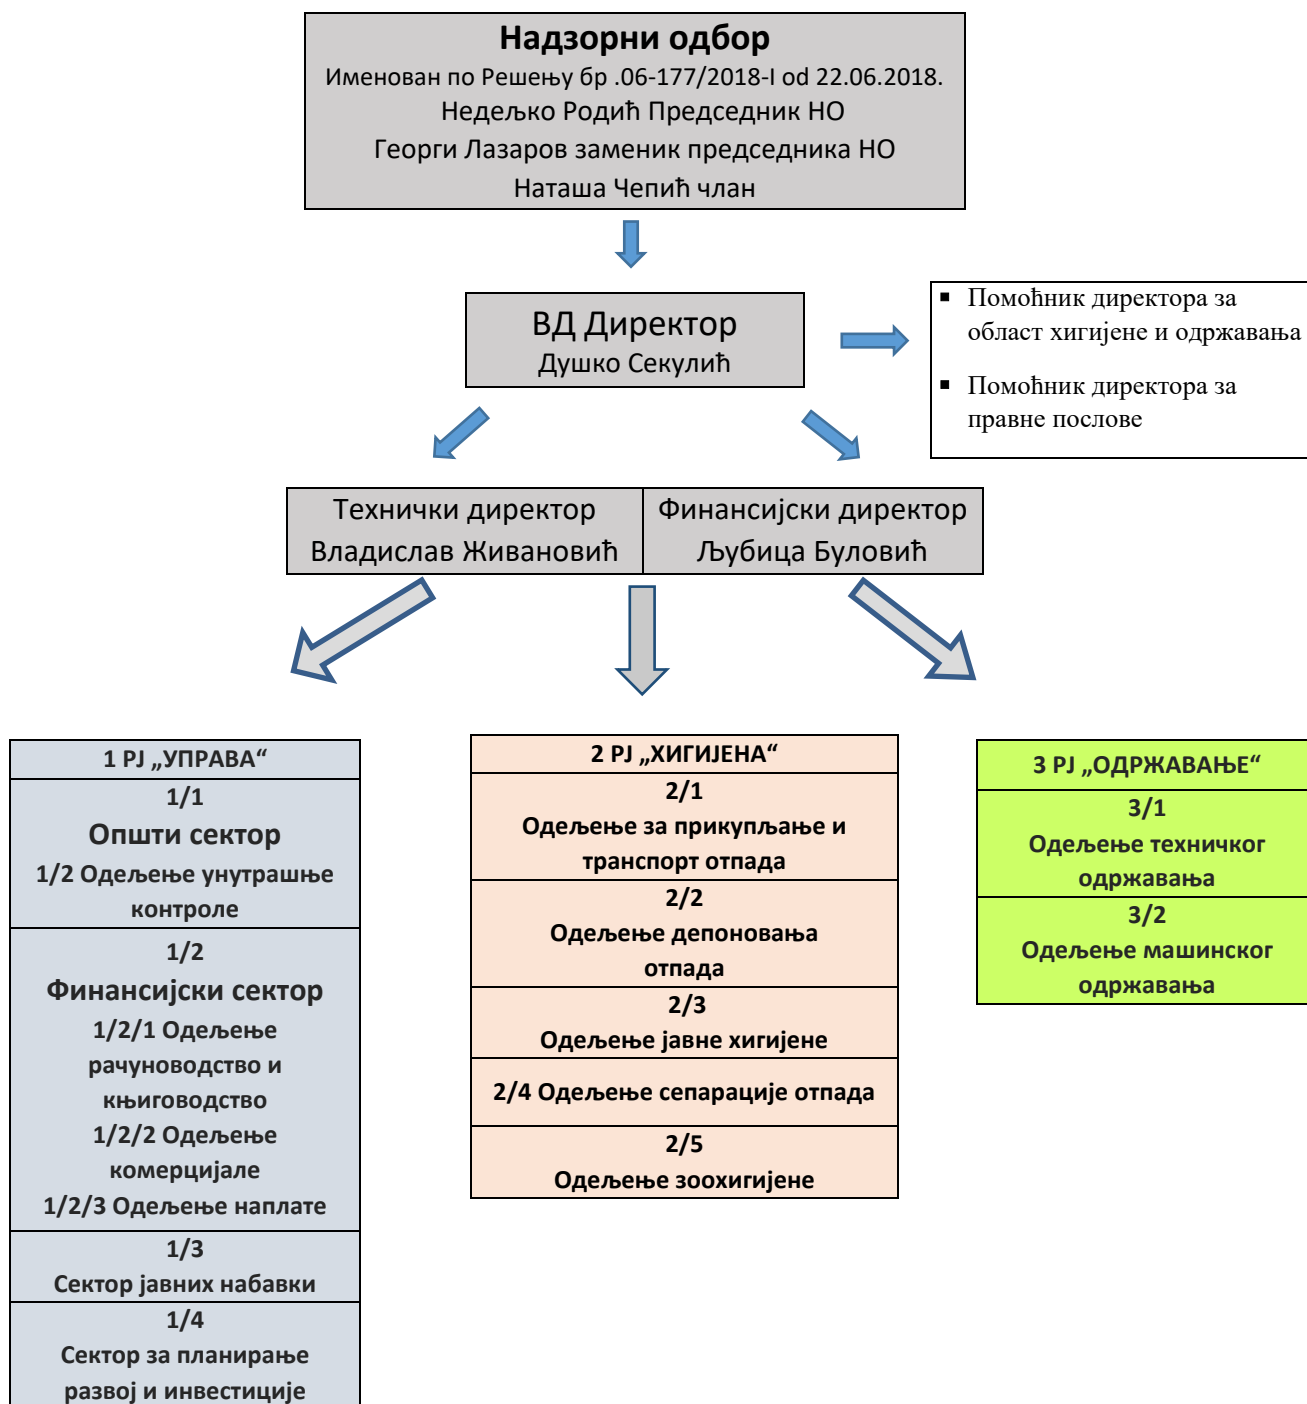 Надзорни одбор
Именован по Решењу бр .06-177/2018-I od 22.06.2018.
Недељко Родић Председник НО
Георги Лазаров заменик председника НО
Наташа Чепић члан
ВД Директор
Душко Секулић
▪ Помоћник директора за
област хигијене и одржавања
▪ Помоћник директора за
правне послове
Технички директор
Владислав Живановић
Финансијски директор
Љубица Буловић
1 РЈ „УПРАВА“
1/1
Општи сектор
1/2 Одељење унутрашње
контроле
1/2
Финансијски сектор
1/2/1 Одељење
рачуноводство и
књиговодство
1/2/2 Одељење
комерцијале
1/2/3 Одељење наплате
1/3
Сектор јавних набавки
1/4
Сектор за планирање
развој и инвестиције
2 РЈ „ХИГИЈЕНА“
2/1
Одељење за прикупљање и
транспорт отпада
2/2
Одељење депоновања
отпада
2/3
Одељење јавне хигијене
2/4 Одељење сепарације отпада
2/5
Одељење зоохигијене
3 РЈ „ОДРЖАВАЊЕ“
3/1
Одељење техничког
одржавања
3/2
Одељење машинског
одржавања